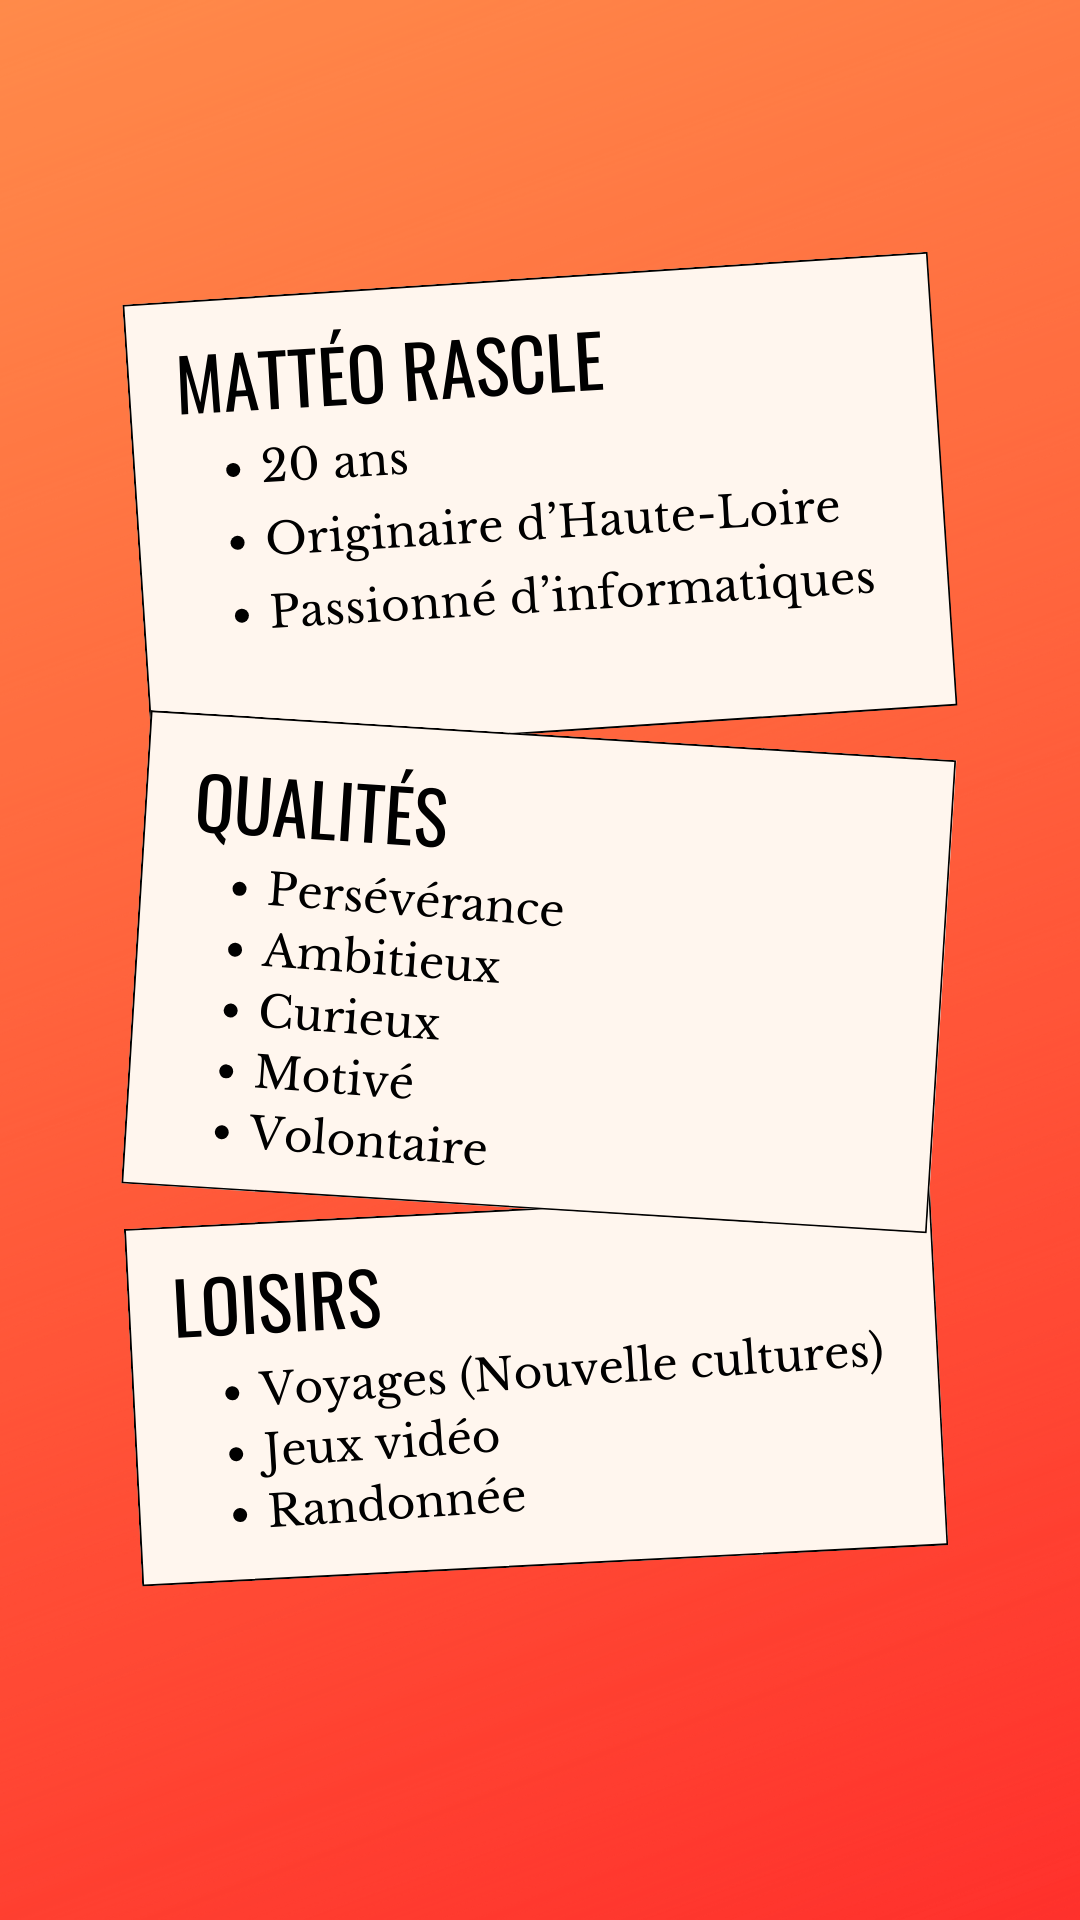 MATTÉO RASCLE
• 20 ans
• Originaire d’Haute-Loire
• Passionné d’informatiques
QUALITÉS
• Persévérance
• Ambitieux
• Curieux
• Motivé
• Volontaire
LOISIRS
• Voyages (Nouvelle cultures)
• Jeux vidéo
• Randonnée